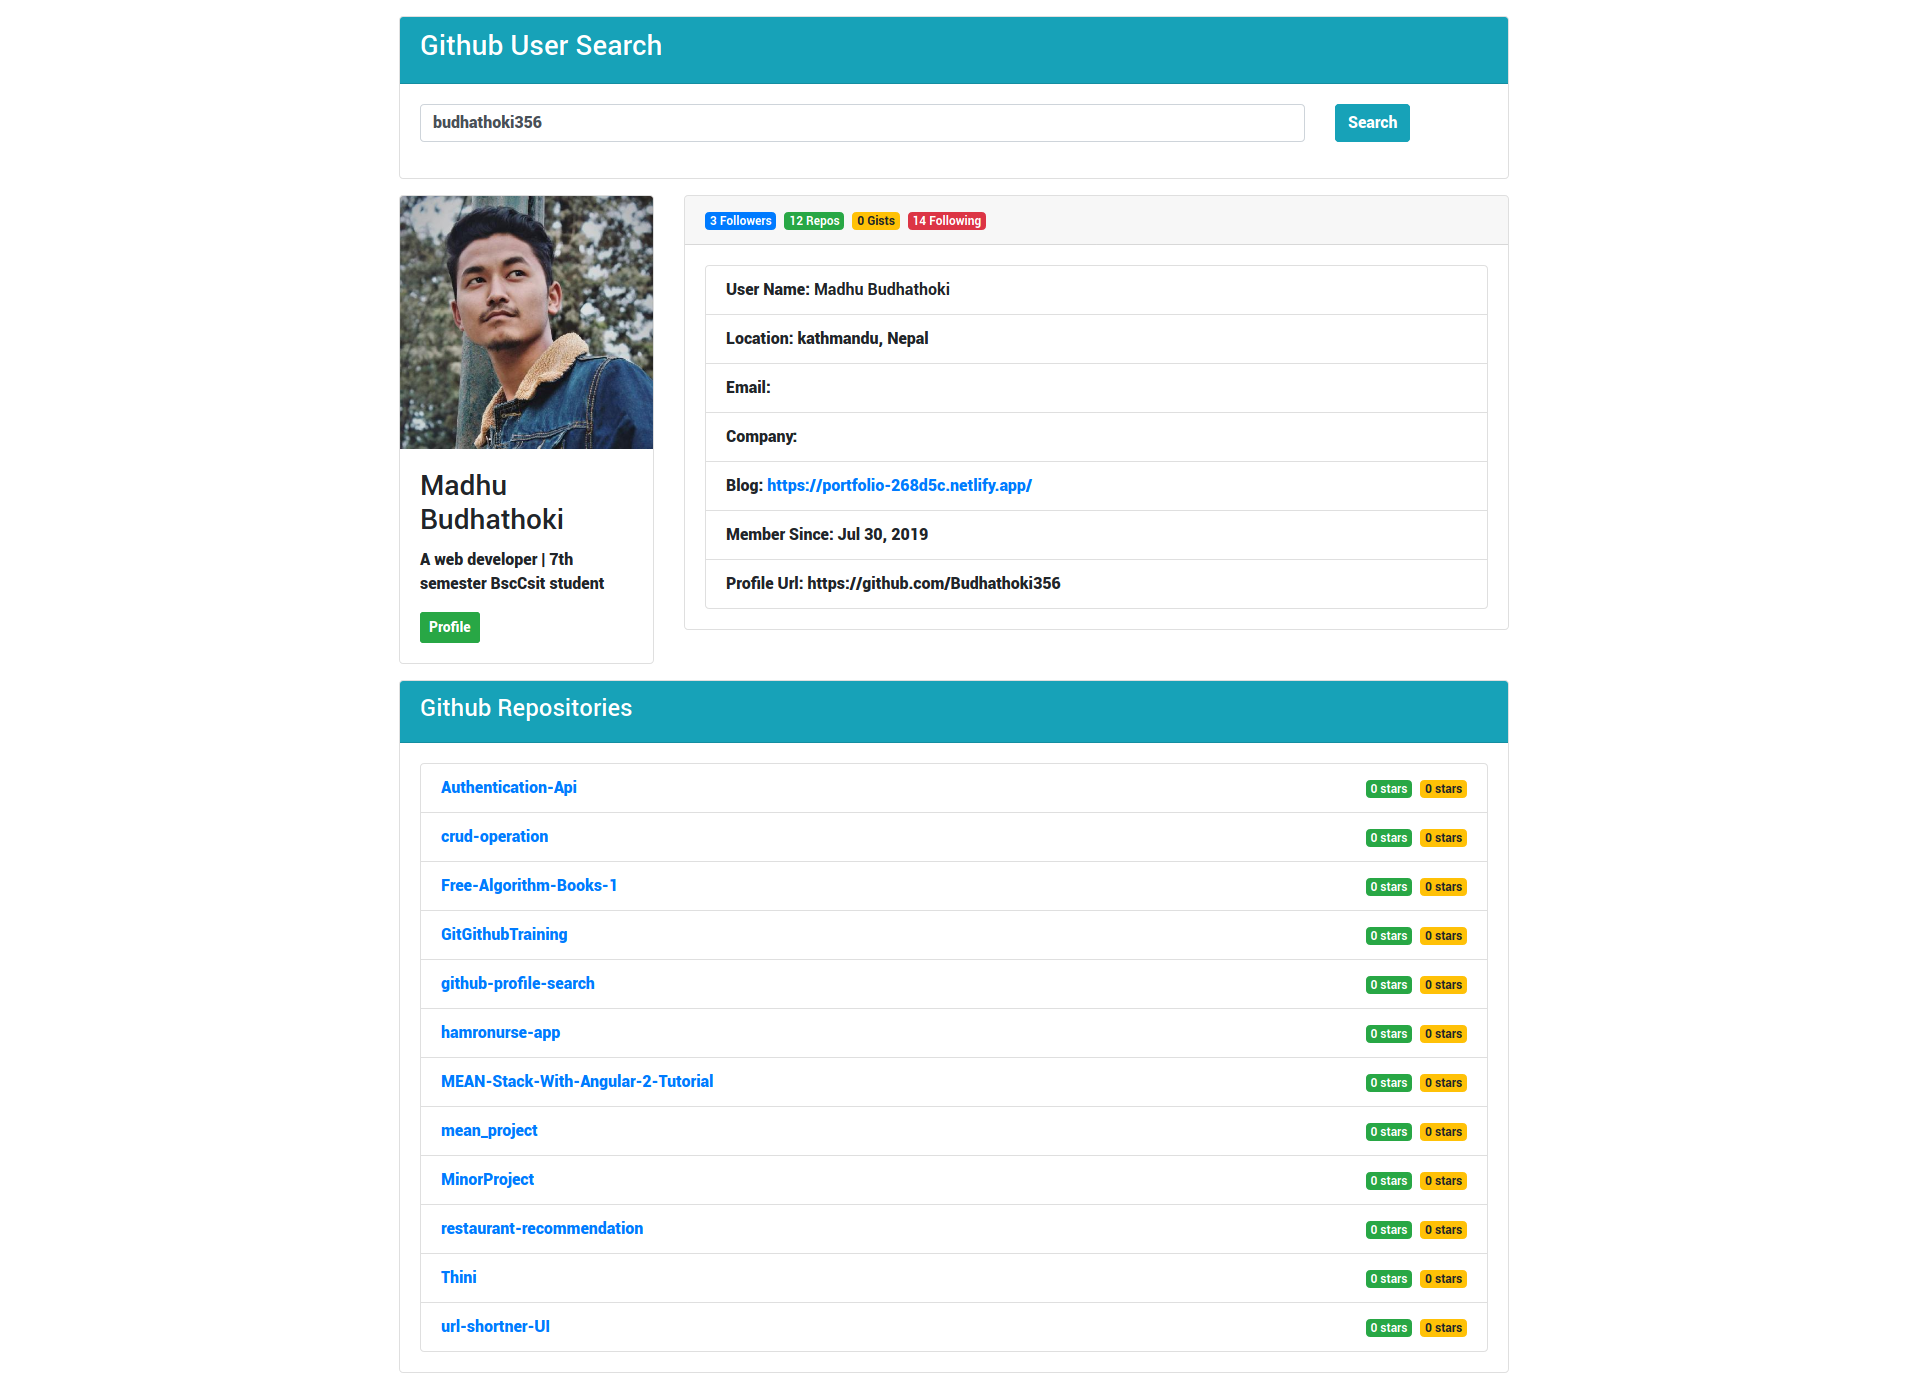 Github User Search
budhathoki356
Search
3 Followers 12 Repos 0 Gists 14 Following
User Name: Madhu Budhathoki
Location: kathmandu, Nepal
Email:
Company:
Blog: https://portfolio-268d5c.netlify.app/
Member Since: Jul 30, 2019
Profile Url: https://github.com/Budhathoki356
Madhu
Budhathoki
A web developer | 7th
semester BscCsit student
Profile
Github Repositories
Authentication-Api 0 stars 0 stars
crud-operation 0 stars 0 stars
Free-Algorithm-Books-1 0 stars 0 stars
GitGithubTraining 0 stars 0 stars
github-profile-search 0 stars 0 stars
hamronurse-app 0 stars 0 stars
MEAN-Stack-With-Angular-2-Tutorial 0 stars 0 stars
mean_project 0 stars 0 stars
MinorProject 0 stars 0 stars
restaurant-recommendation 0 stars 0 stars
Thini 0 stars 0 stars
url-shortner-UI 0 stars 0 stars